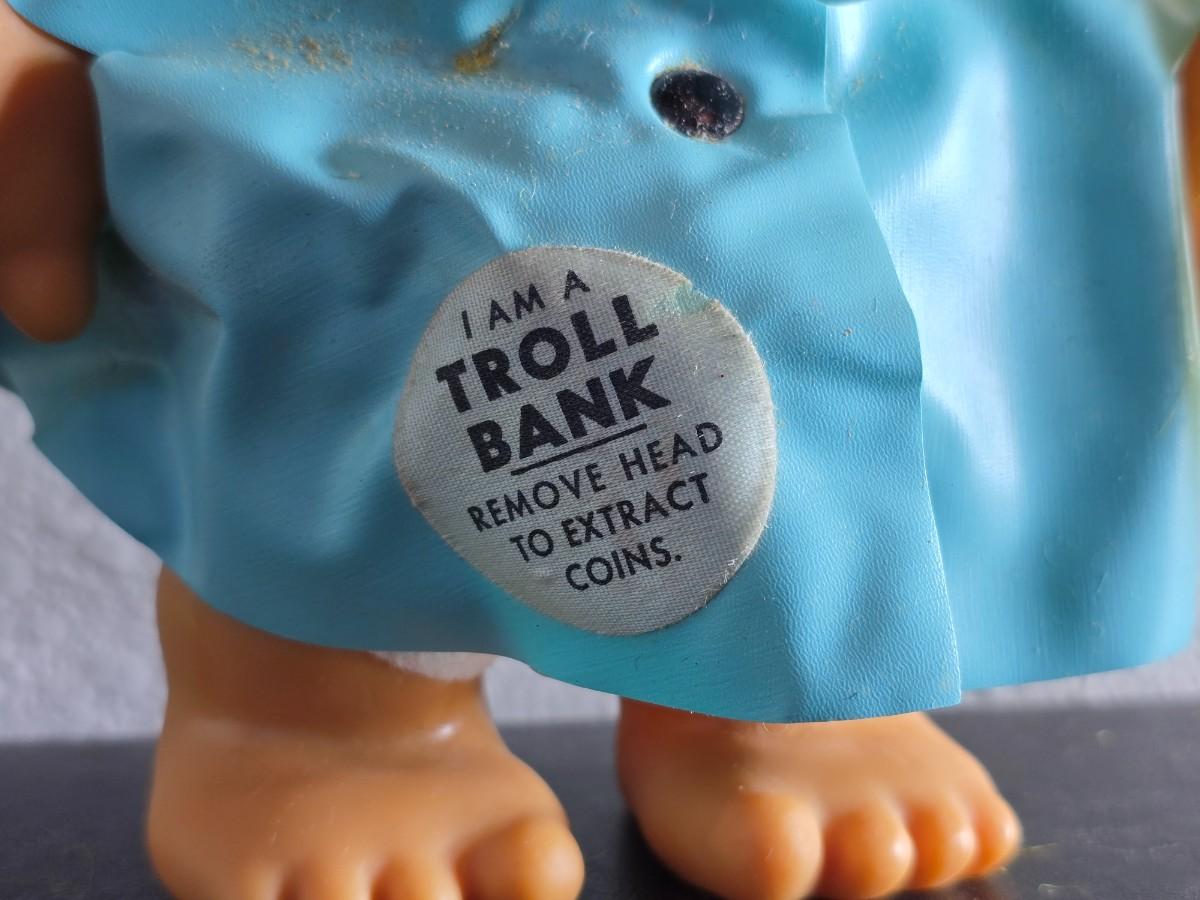 I AM A
TROLL
BANK
REMOVE HEAD
TO EXTRACT
COINS.